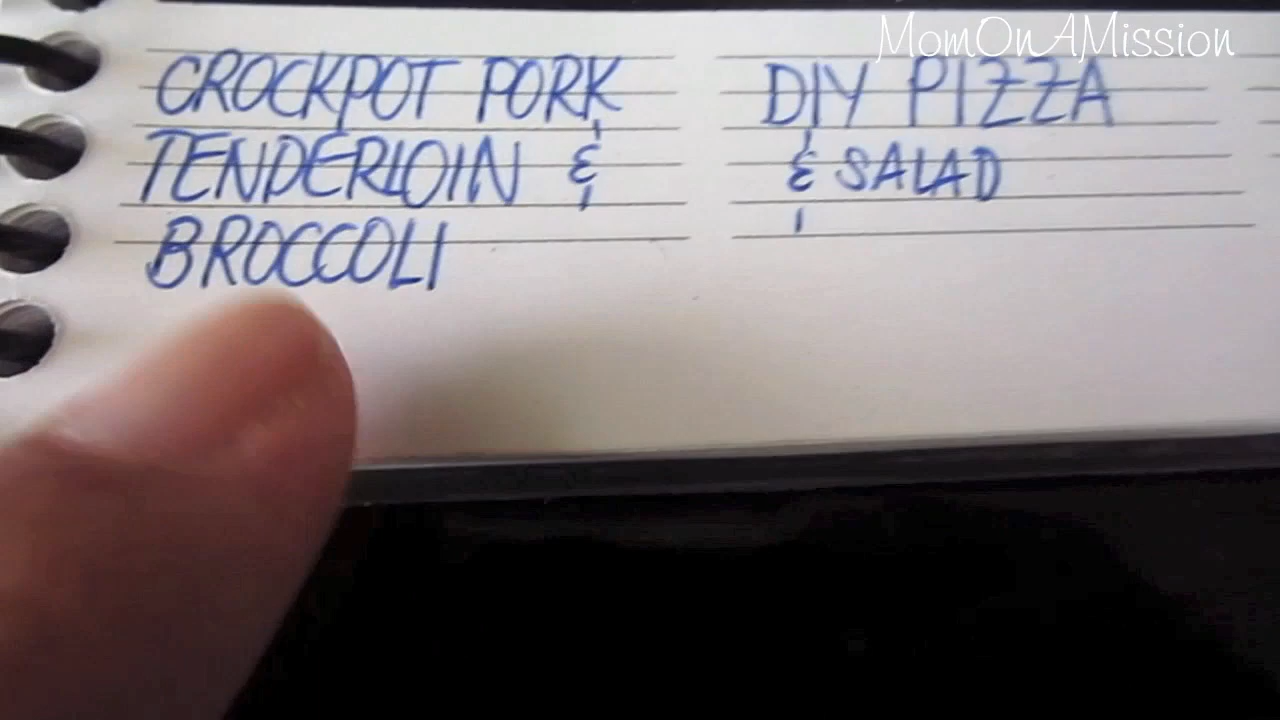 MomOnAMission
CROCKPOT PORK
TENDERLOIN &
BROCCOLI
DIY PIZZA
& SALAD